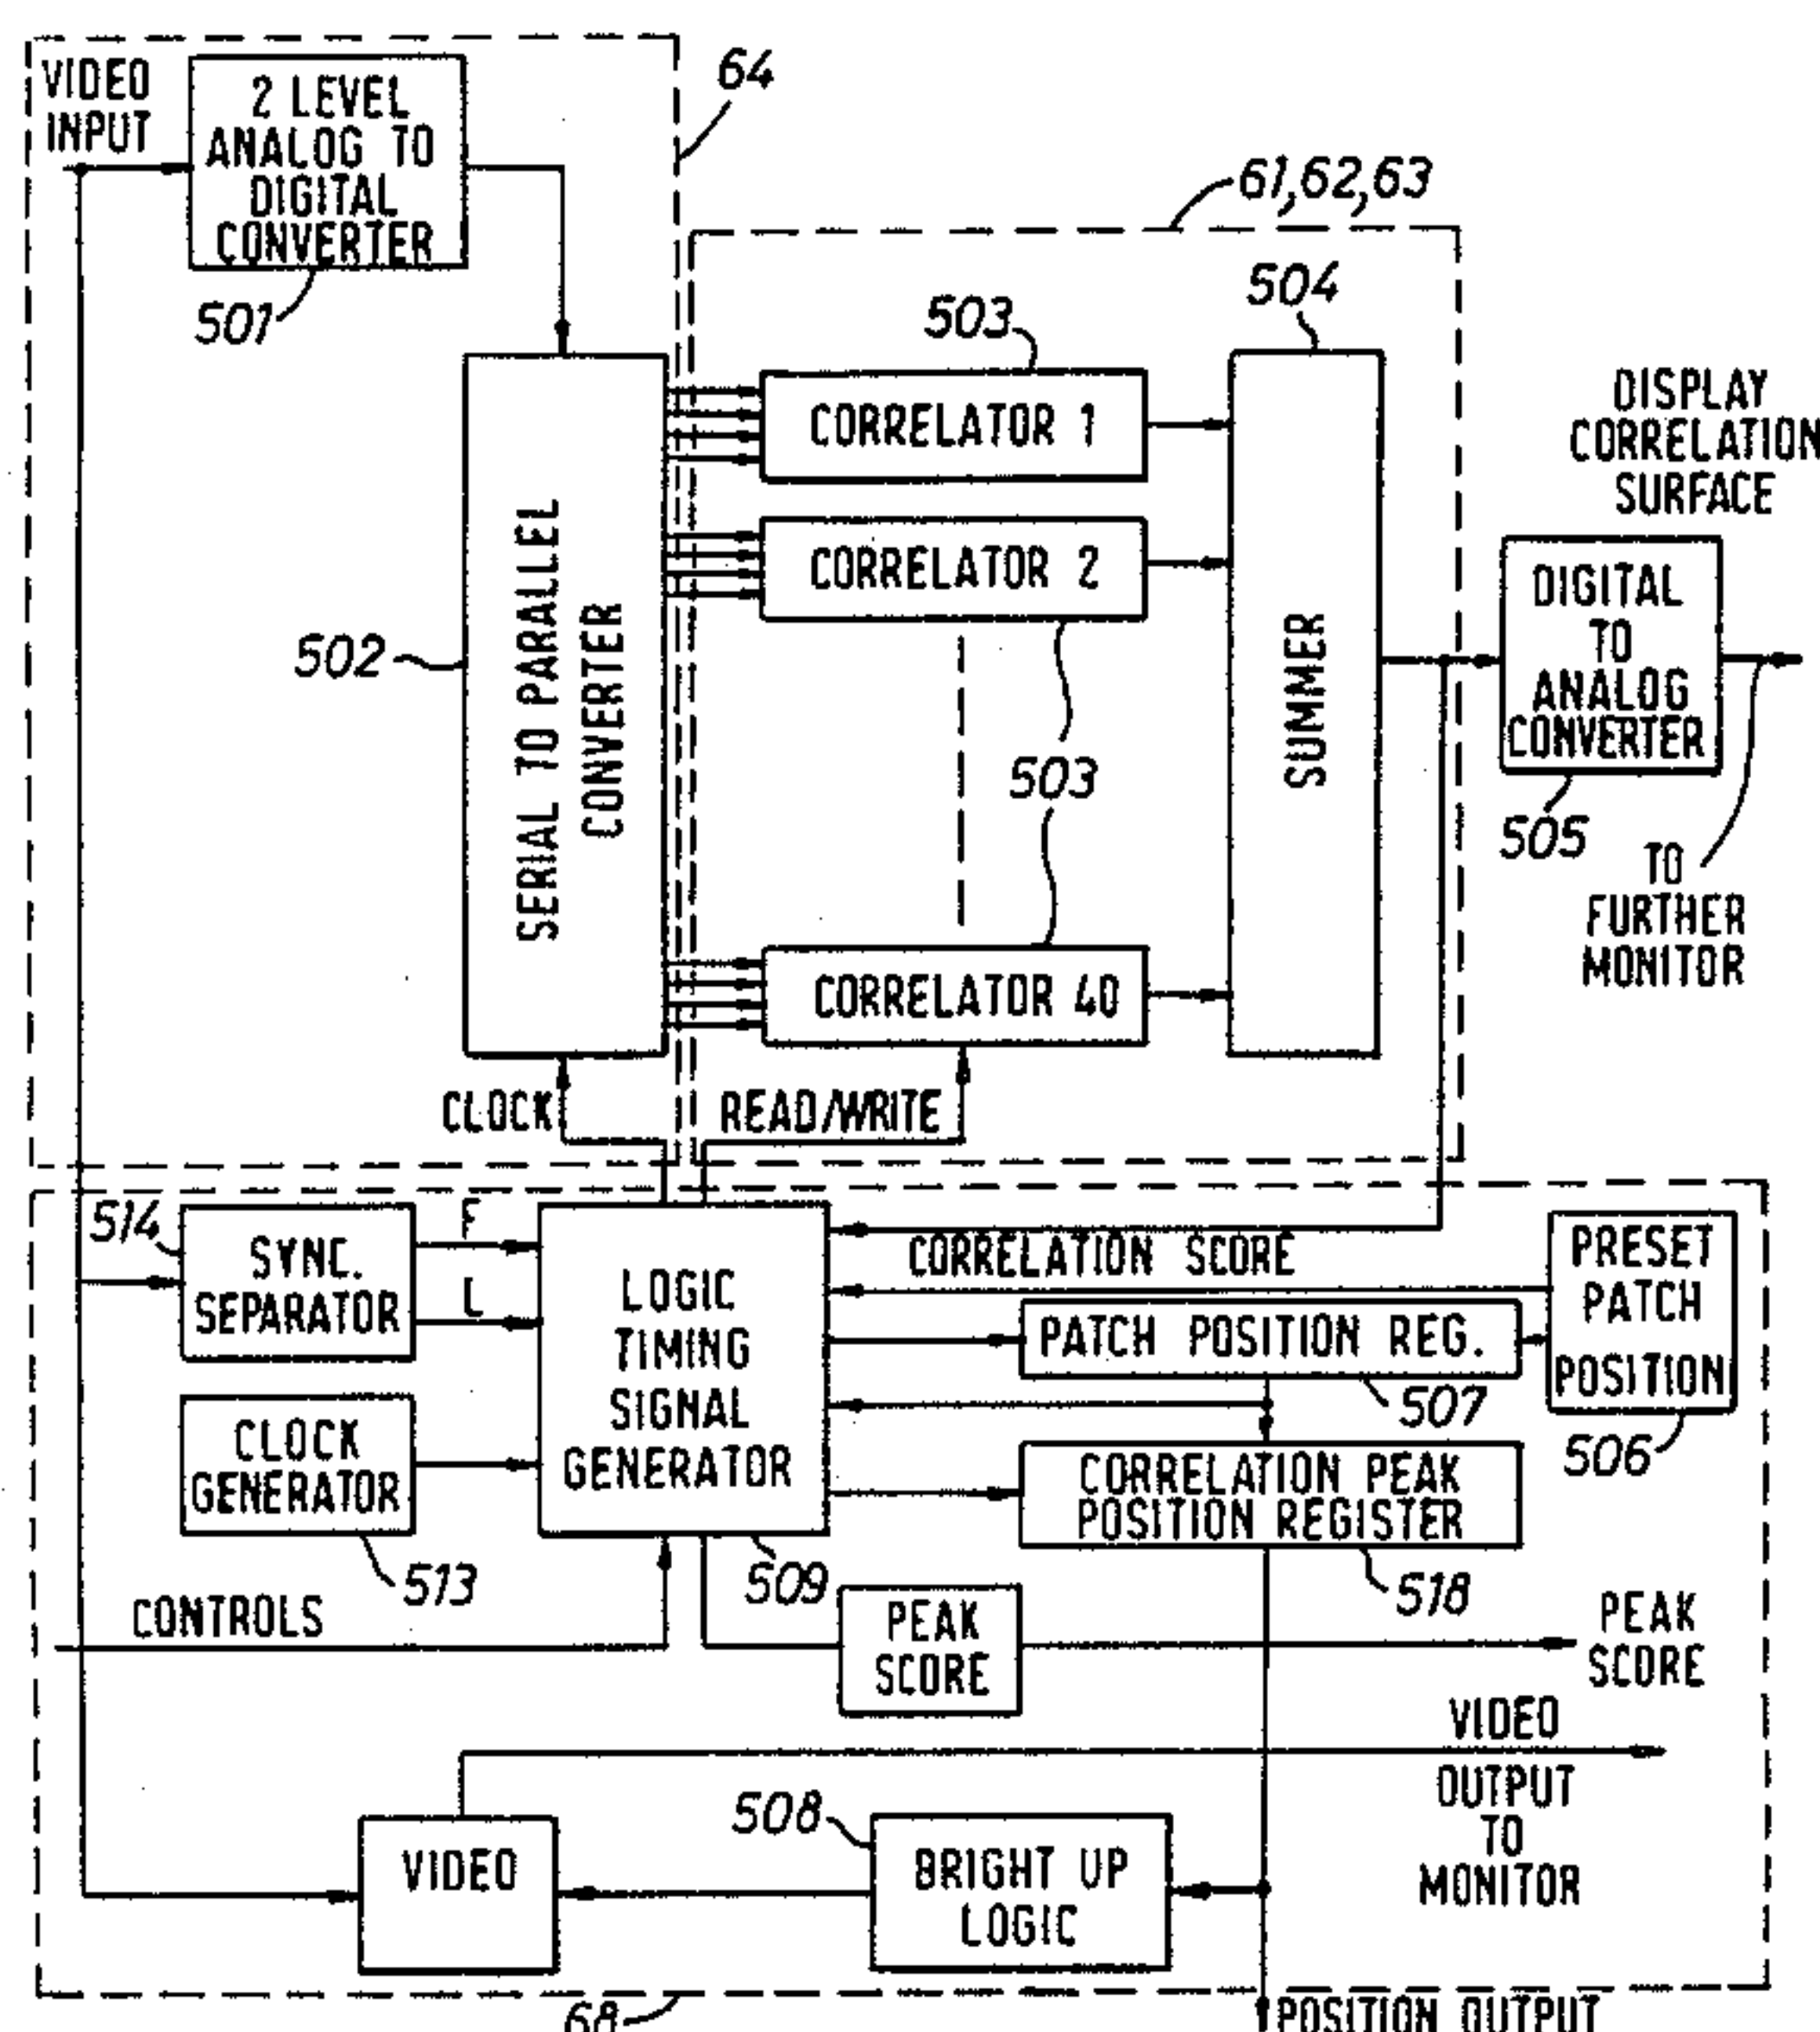 VIDEO
INPUT
2 LEVEL
ANALOG TO
DIGITAL
CONVERTER
501
64
61,62,63
504
503
CORRELATOR 1
CORRELATOR 2
503
CORRELATOR 40
502
SERIAL TO PARALLEL
CONVERTER
SUMMER
DISPLAY
CORRELATION
SURFACE
DIGITAL
TO
ANALOG
CONVERTER
505
TO
FURTHER
MONITOR
CLOCK
READ/WRITE
514
SYNC.
SEPARATOR
F
L
LOGIC
TIMING
SIGNAL
GENERATOR
509
CORRELATION SCORE
PRESET
PATCH
POSITION
506
PATCH POSITION REG.
507
CLOCK
GENERATOR
513
CORRELATION PEAK
POSITION REGISTER
518
CONTROLS
PEAK
SCORE
PEAK
SCORE
VIDEO
OUTPUT
TO
MONITOR
VIDEO
508
BRIGHT UP
LOGIC
68
POSITION OUTPUT